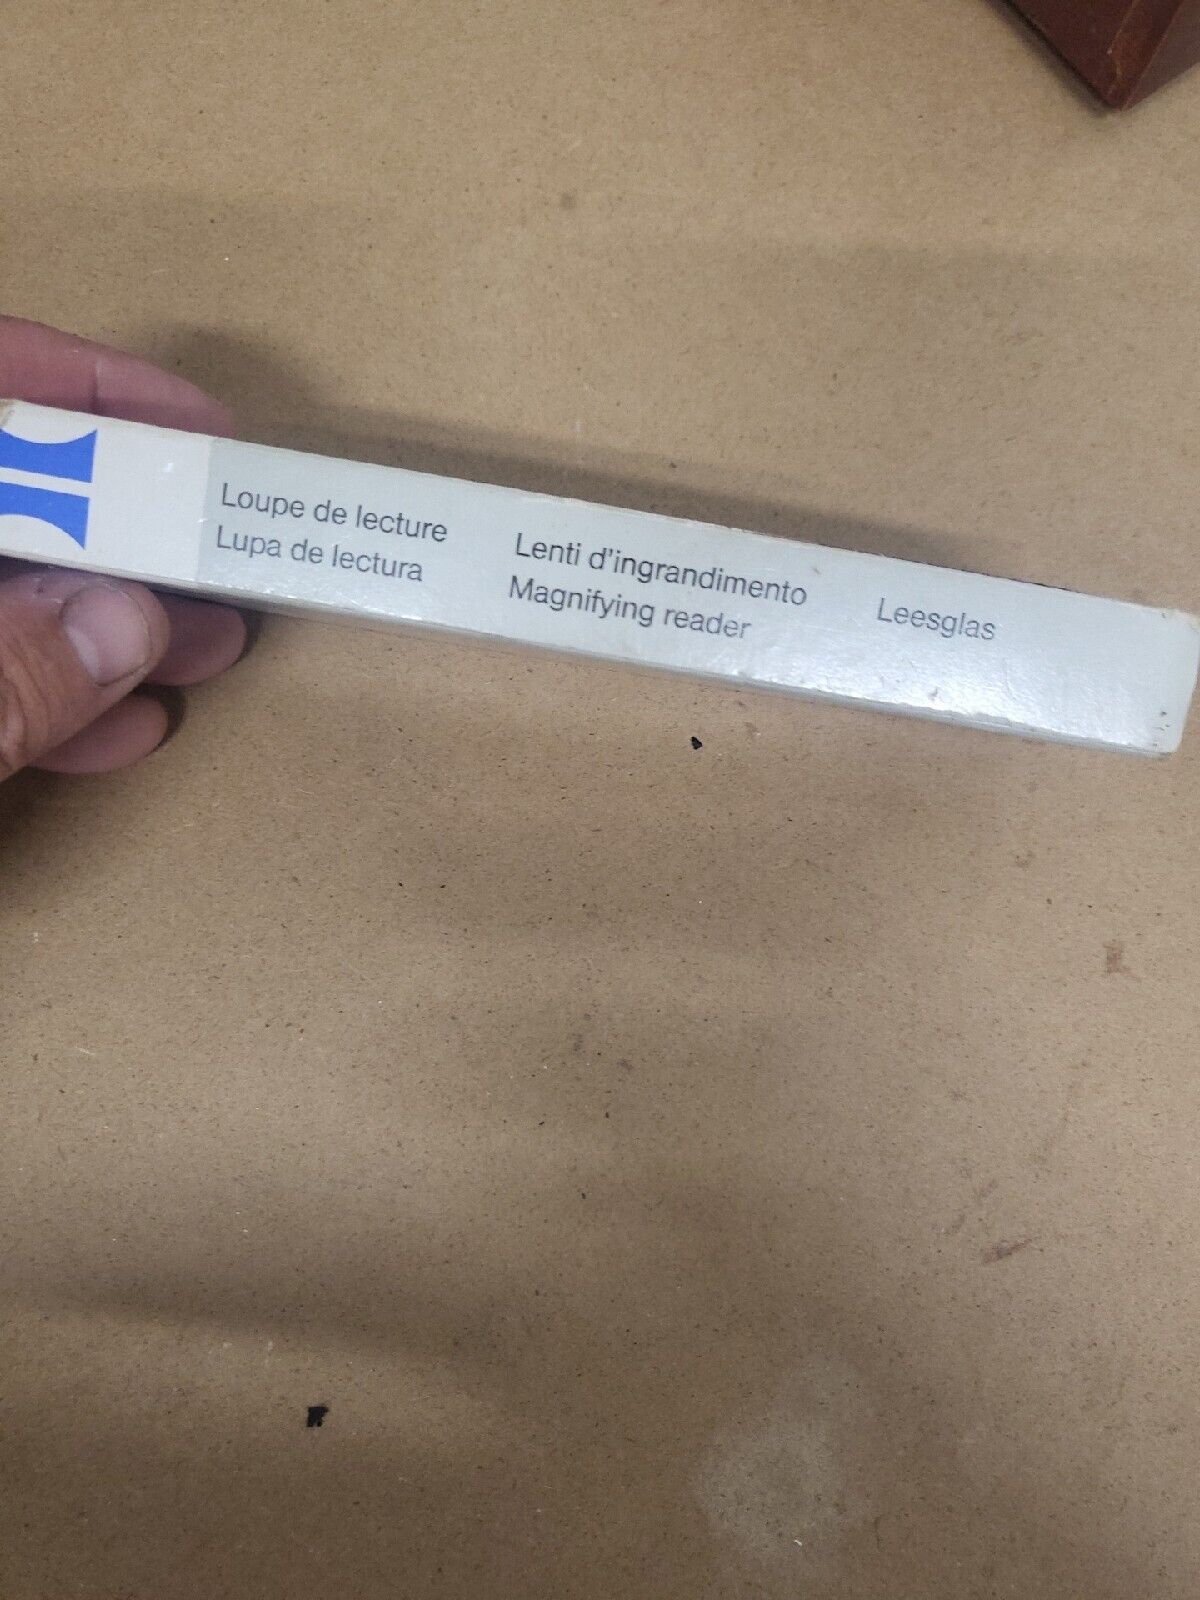 Loupe de lecture
Lupa de lectura
Lenti d'ingrandimento
Magnifying reader
Leesglas